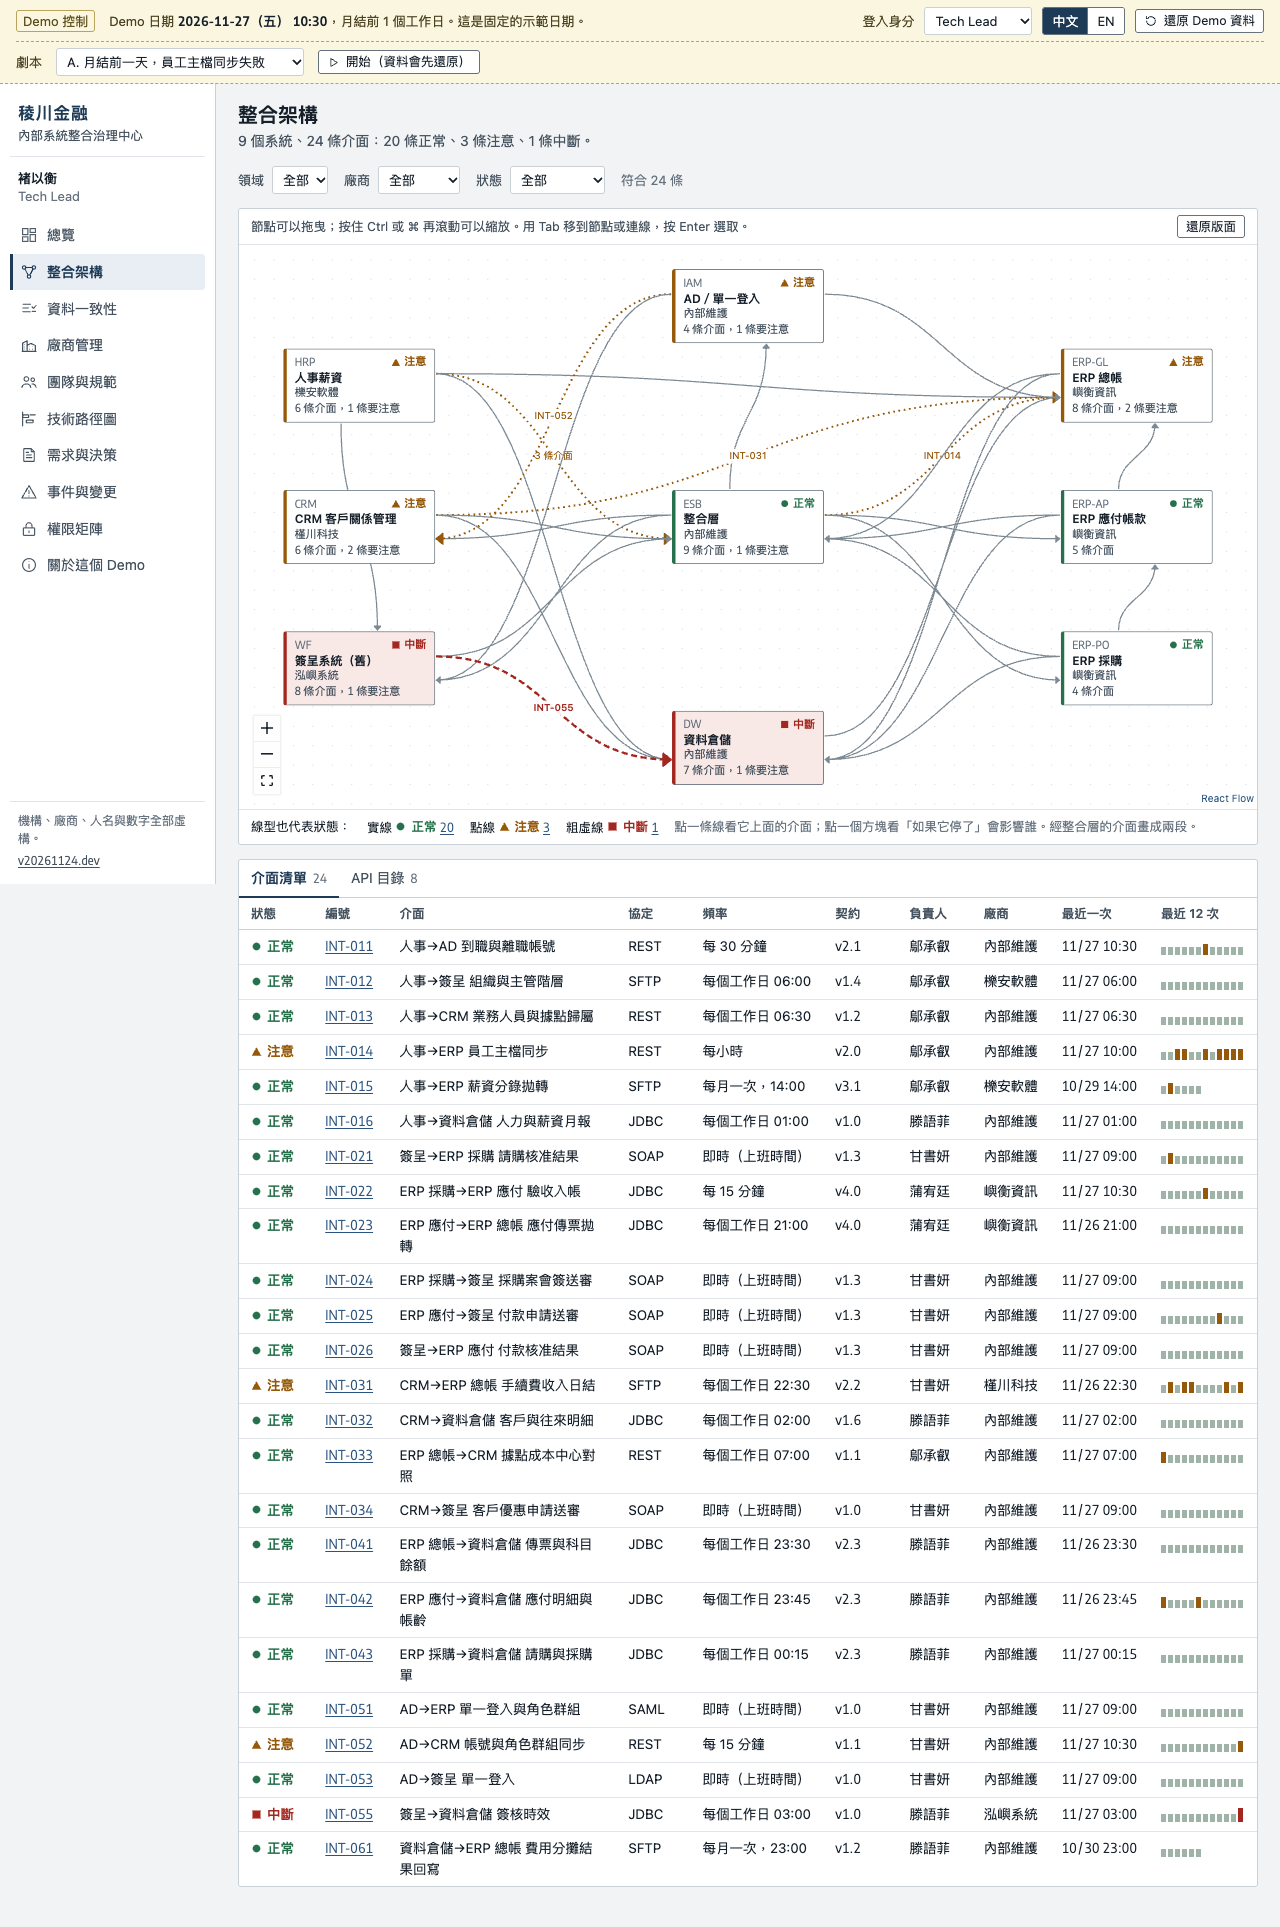 Demo 控制
Demo 日期 2026-11-27（五） 10:30，月結前 1 個工作日。這是固定的示範日期。
登入身分 Tech Lead 中文 EN 還原 Demo 資料
劇本 A. 月結前一天，員工主檔同步失敗 開始（資料會先還原）
稜川金融
內部系統整合治理中心
褚以衡
Tech Lead
總覽
整合架構
資料一致性
廠商管理
團隊與規範
技術路徑圖
需求與決策
事件與變更
權限矩陣
關於這個 Demo
機構、廠商、人名與數字全部虛
構。
v20261124.dev
整合架構
9 個系統、24 條介面：20 條正常、3 條注意、1 條中斷。
領域 全部 廠商 全部 狀態 全部 符合 24 條
節點可以拖曳；按住 Ctrl 或 ⌘ 再滾動可以縮放。用 Tab 移到節點或連線，按 Enter 選取。
還原版面
IAM ▲ 注意
AD / 單一登入
內部維護
4 條介面，1 條要注意
HRP ▲ 注意
人事薪資
櫟安軟體
6 條介面，1 條要注意
ERP-GL ▲ 注意
ERP 總帳
嶼衡資訊
8 條介面，2 條要注意
INT-052
3 條介面
INT-031
INT-014
CRM ▲ 注意
CRM 客戶關係管理
槿川科技
6 條介面，2 條要注意
ESB ● 正常
整合層
內部維護
9 條介面，1 條要注意
ERP-AP ● 正常
ERP 應付帳款
嶼衡資訊
5 條介面
WF ■ 中斷
簽呈系統（舊）
泓嶼系統
8 條介面，1 條要注意
ERP-PO ● 正常
ERP 採購
嶼衡資訊
4 條介面
INT-055
DW ■ 中斷
資料倉儲
內部維護
7 條介面，1 條要注意
React Flow
線型也代表狀態： 實線 ● 正常 20 點線 ▲ 注意 3 粗虛線 ■ 中斷 1 點一條線看它上面的介面；點一個方塊看「如果它停了」會影響誰。經整合層的介面畫成兩段。
介面清單 24 API 目錄 8
狀態 編號 介面 協定 頻率 契約 負責人 廠商 最近一次 最近 12 次
● 正常 INT-011 人事→AD 到職與離職帳號 REST 每 30 分鐘 v2.1 鄔承叡 內部維護 11/27 10:30
● 正常 INT-012 人事→簽呈 組織與主管階層 SFTP 每個工作日 06:00 v1.4 鄔承叡 櫟安軟體 11/27 06:00
● 正常 INT-013 人事→CRM 業務人員與據點歸屬 REST 每個工作日 06:30 v1.2 鄔承叡 內部維護 11/27 06:30
▲ 注意 INT-014 人事→ERP 員工主檔同步 REST 每小時 v2.0 鄔承叡 內部維護 11/27 10:00
● 正常 INT-015 人事→ERP 薪資分錄拋轉 SFTP 每月一次，14:00 v3.1 鄔承叡 櫟安軟體 10/29 14:00
● 正常 INT-016 人事→資料倉儲 人力與薪資月報 JDBC 每個工作日 01:00 v1.0 滕語菲 內部維護 11/27 01:00
● 正常 INT-021 簽呈→ERP 採購 請購核准結果 SOAP 即時（上班時間） v1.3 甘書妍 內部維護 11/27 09:00
● 正常 INT-022 ERP 採購→ERP 應付 驗收入帳 JDBC 每 15 分鐘 v4.0 蒲宥廷 嶼衡資訊 11/27 10:30
● 正常 INT-023 ERP 應付→ERP 總帳 應付傳票拋 JDBC 每個工作日 21:00 v4.0 蒲宥廷 嶼衡資訊 11/26 21:00
轉
● 正常 INT-024 ERP 採購→簽呈 採購案會簽送審 SOAP 即時（上班時間） v1.3 甘書妍 內部維護 11/27 09:00
● 正常 INT-025 ERP 應付→簽呈 付款申請送審 SOAP 即時（上班時間） v1.3 甘書妍 內部維護 11/27 09:00
● 正常 INT-026 簽呈→ERP 應付 付款核准結果 SOAP 即時（上班時間） v1.3 甘書妍 內部維護 11/27 09:00
▲ 注意 INT-031 CRM→ERP 總帳 手續費收入日結 SFTP 每個工作日 22:30 v2.2 甘書妍 槿川科技 11/26 22:30
● 正常 INT-032 CRM→資料倉儲 客戶與往來明細 JDBC 每個工作日 02:00 v1.6 滕語菲 內部維護 11/27 02:00
● 正常 INT-033 ERP 總帳→CRM 據點成本中心對 REST 每個工作日 07:00 v1.1 鄔承叡 內部維護 11/27 07:00
照
● 正常 INT-034 CRM→簽呈 客戶優惠申請送審 SOAP 即時（上班時間） v1.0 甘書妍 內部維護 11/27 09:00
● 正常 INT-041 ERP 總帳→資料倉儲 傳票與科目 JDBC 每個工作日 23:30 v2.3 滕語菲 內部維護 11/26 23:30
餘額
● 正常 INT-042 ERP 應付→資料倉儲 應付明細與 JDBC 每個工作日 23:45 v2.3 滕語菲 內部維護 11/26 23:45
帳齡
● 正常 INT-043 ERP 採購→資料倉儲 請購與採購 JDBC 每個工作日 00:15 v2.3 滕語菲 內部維護 11/27 00:15
單
● 正常 INT-051 AD→ERP 單一登入與角色群組 SAML 即時（上班時間） v1.0 甘書妍 內部維護 11/27 09:00
▲ 注意 INT-052 AD→CRM 帳號與角色群組同步 REST 每 15 分鐘 v1.1 甘書妍 內部維護 11/27 10:30
● 正常 INT-053 AD→簽呈 單一登入 LDAP 即時（上班時間） v1.0 甘書妍 內部維護 11/27 09:00
■ 中斷 INT-055 簽呈→資料倉儲 簽核時效 JDBC 每個工作日 03:00 v1.0 滕語菲 泓嶼系統 11/27 03:00
● 正常 INT-061 資料倉儲→ERP 總帳 費用分攤結 SFTP 每月一次，23:00 v1.2 滕語菲 內部維護 10/30 23:00
果回寫